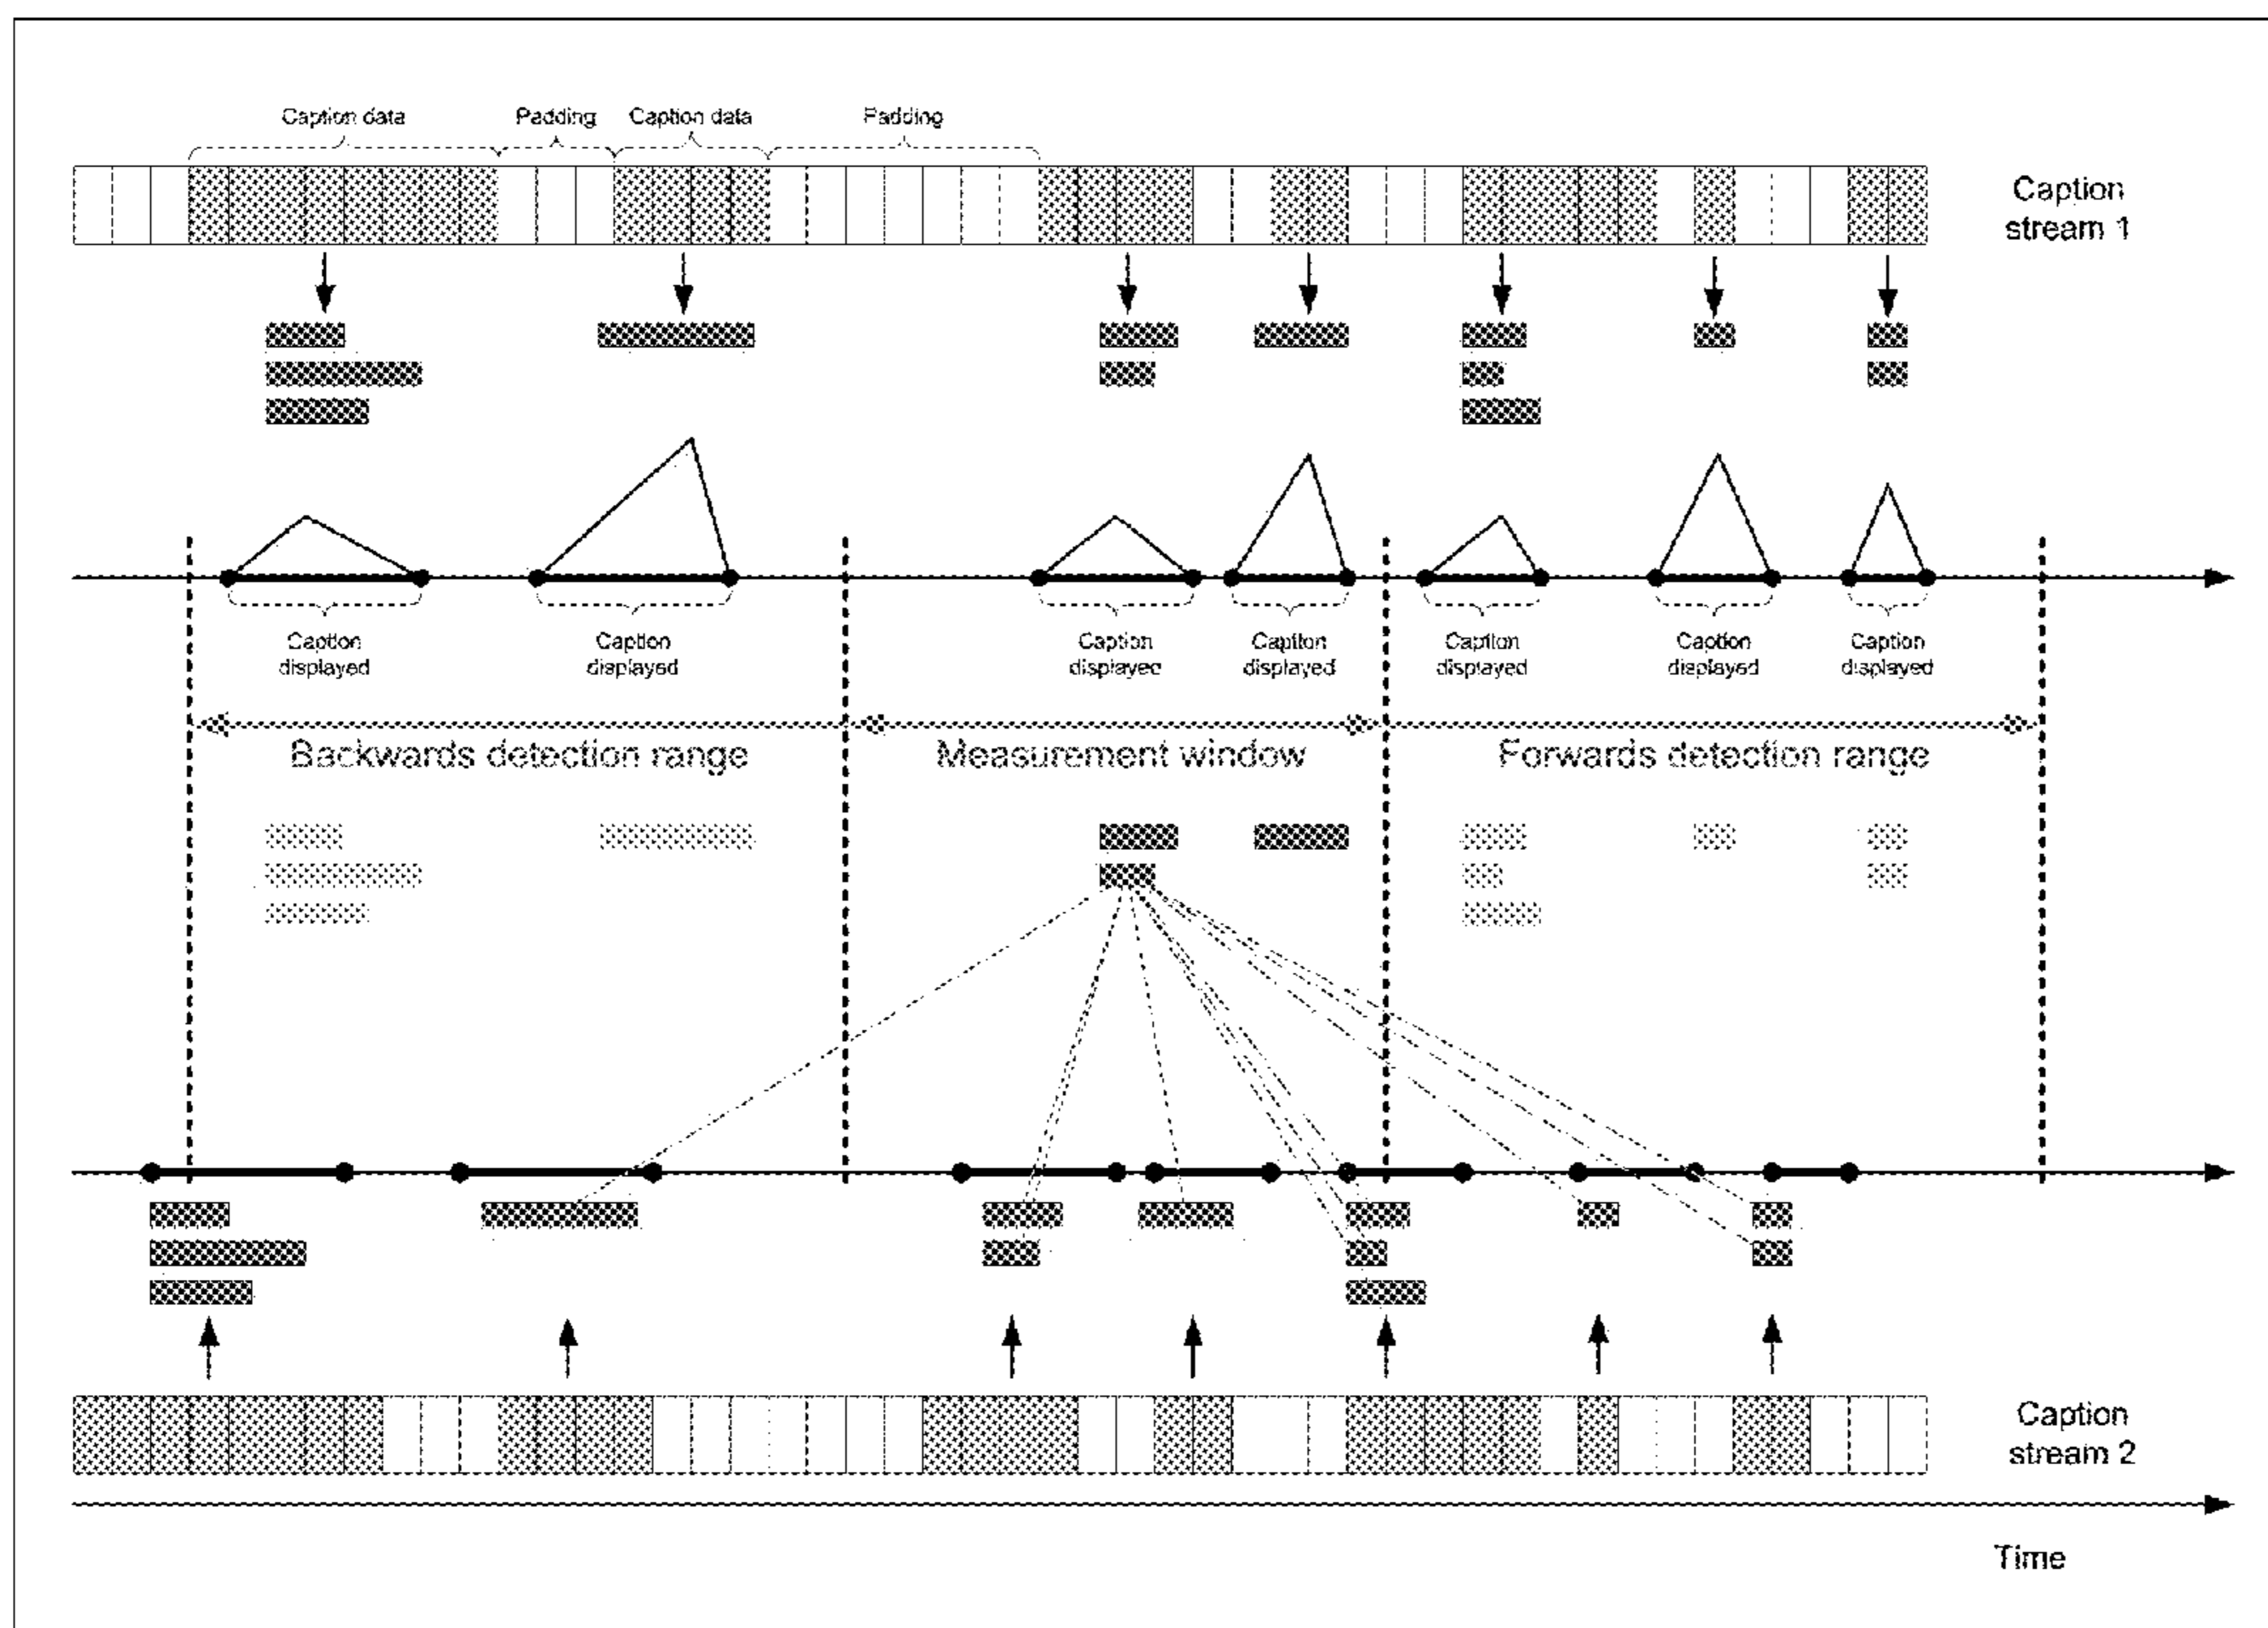 Caption data
Padding
Caption data
Padding
Caption
stream 1
Caption
displayed
Caption
displayed
Caption
displayed
Caption
displayed
Caption
displayed
Caption
displayed
Caption
displayed
Backwards detection range
Measurement window
Forwards detection range
Caption
stream 2
Time